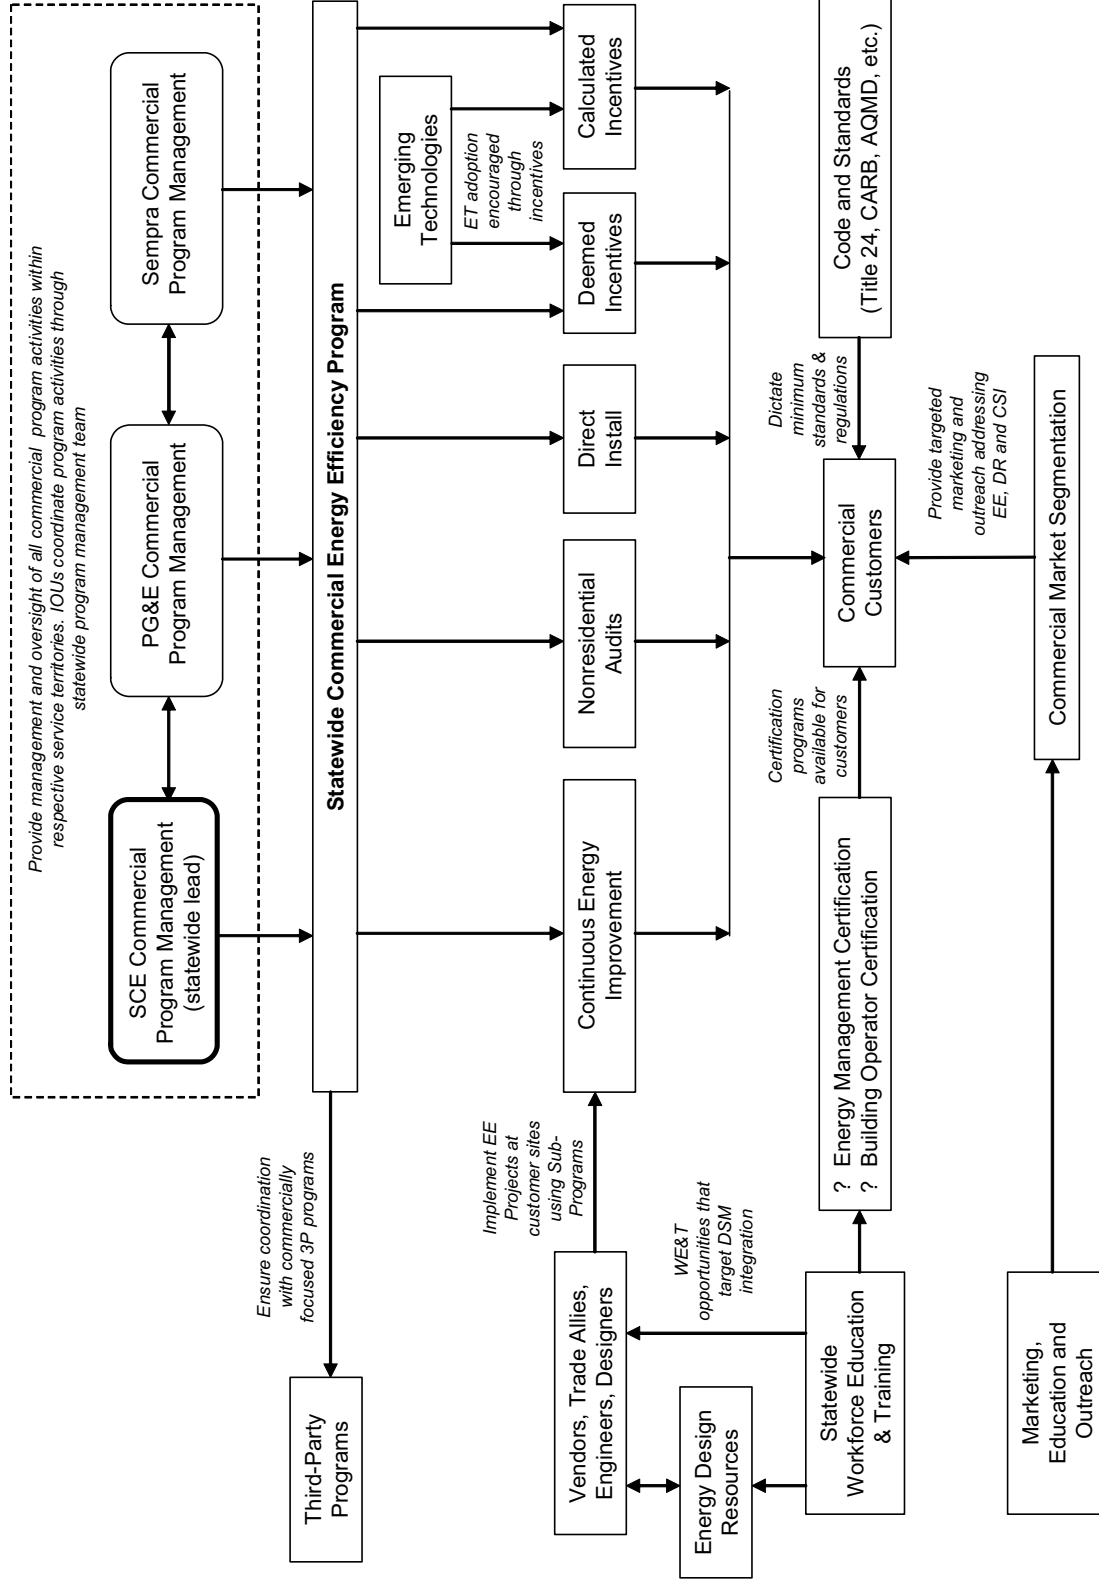 Provide management and oversight of all commercial program activities within
respective service territories. IOUs coordinate program activities through
statewide program management team
SCE Commercial
Program Management
(statewide lead)
PG&E Commercial
Program Management
Sempra Commercial
Program Management
Ensure coordination
with commercially
focused 3P programs
Third-Party
Programs
Statewide Commercial Energy Efficiency Program
Emerging
Technologies
ET adoption
encouraged
through
incentives
Implement EE
Projects at
customer sites
using Sub-
Programs
Vendors, Trade Allies,
Engineers, Designers
Continuous Energy
Improvement
Nonresidential
Audits
Direct
Install
Deemed
Incentives
Calculated
Incentives
Energy Design
Resources
WE&T
opportunities that
target DSM
integration
Statewide
Workforce Education
& Training
? Energy Management Certification
? Building Operator Certification
Certification
programs
available for
customers
Commercial
Customers
Dictate
minimum
standards &
regulations
Code and Standards
(Title 24, CARB, AQMD, etc.)
Provide targeted
marketing and
outreach addressing
EE, DR and CSI
Marketing,
Education and
Outreach
Commercial Market Segmentation